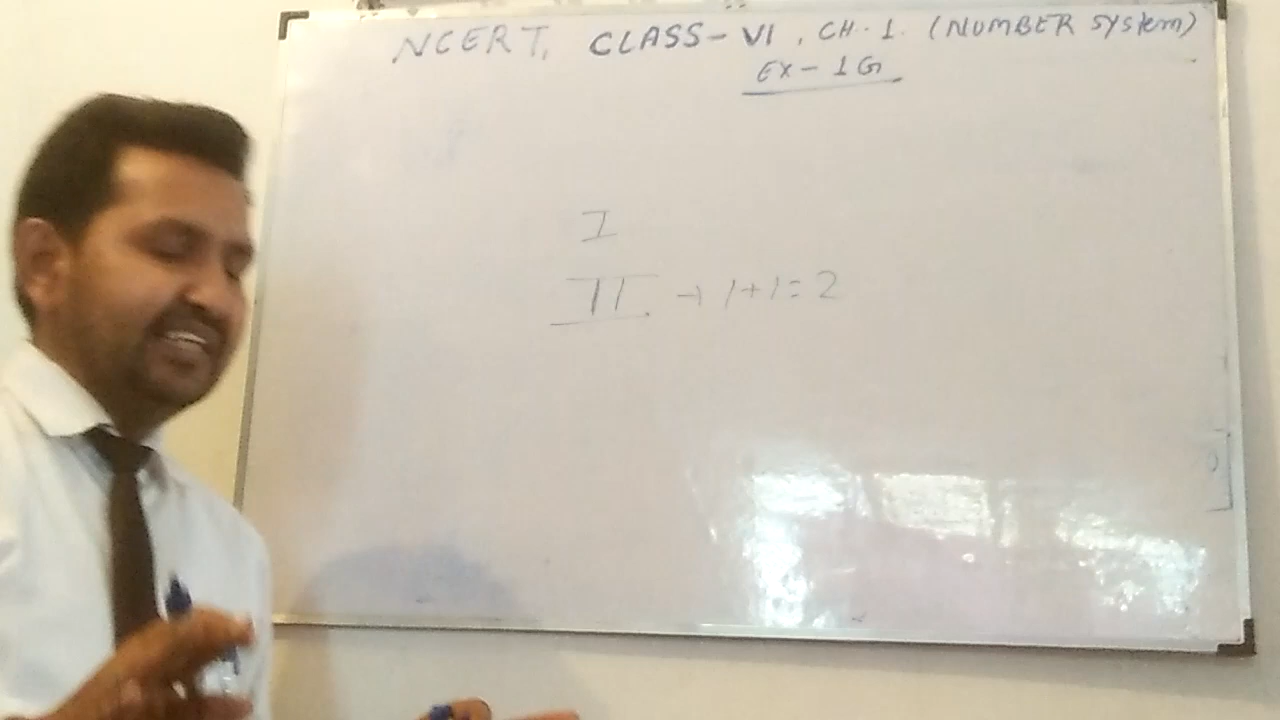 NCERT, CLASS-VI, CH.1. (NUMBER System)
EX-1G
I
II → 1+1=2